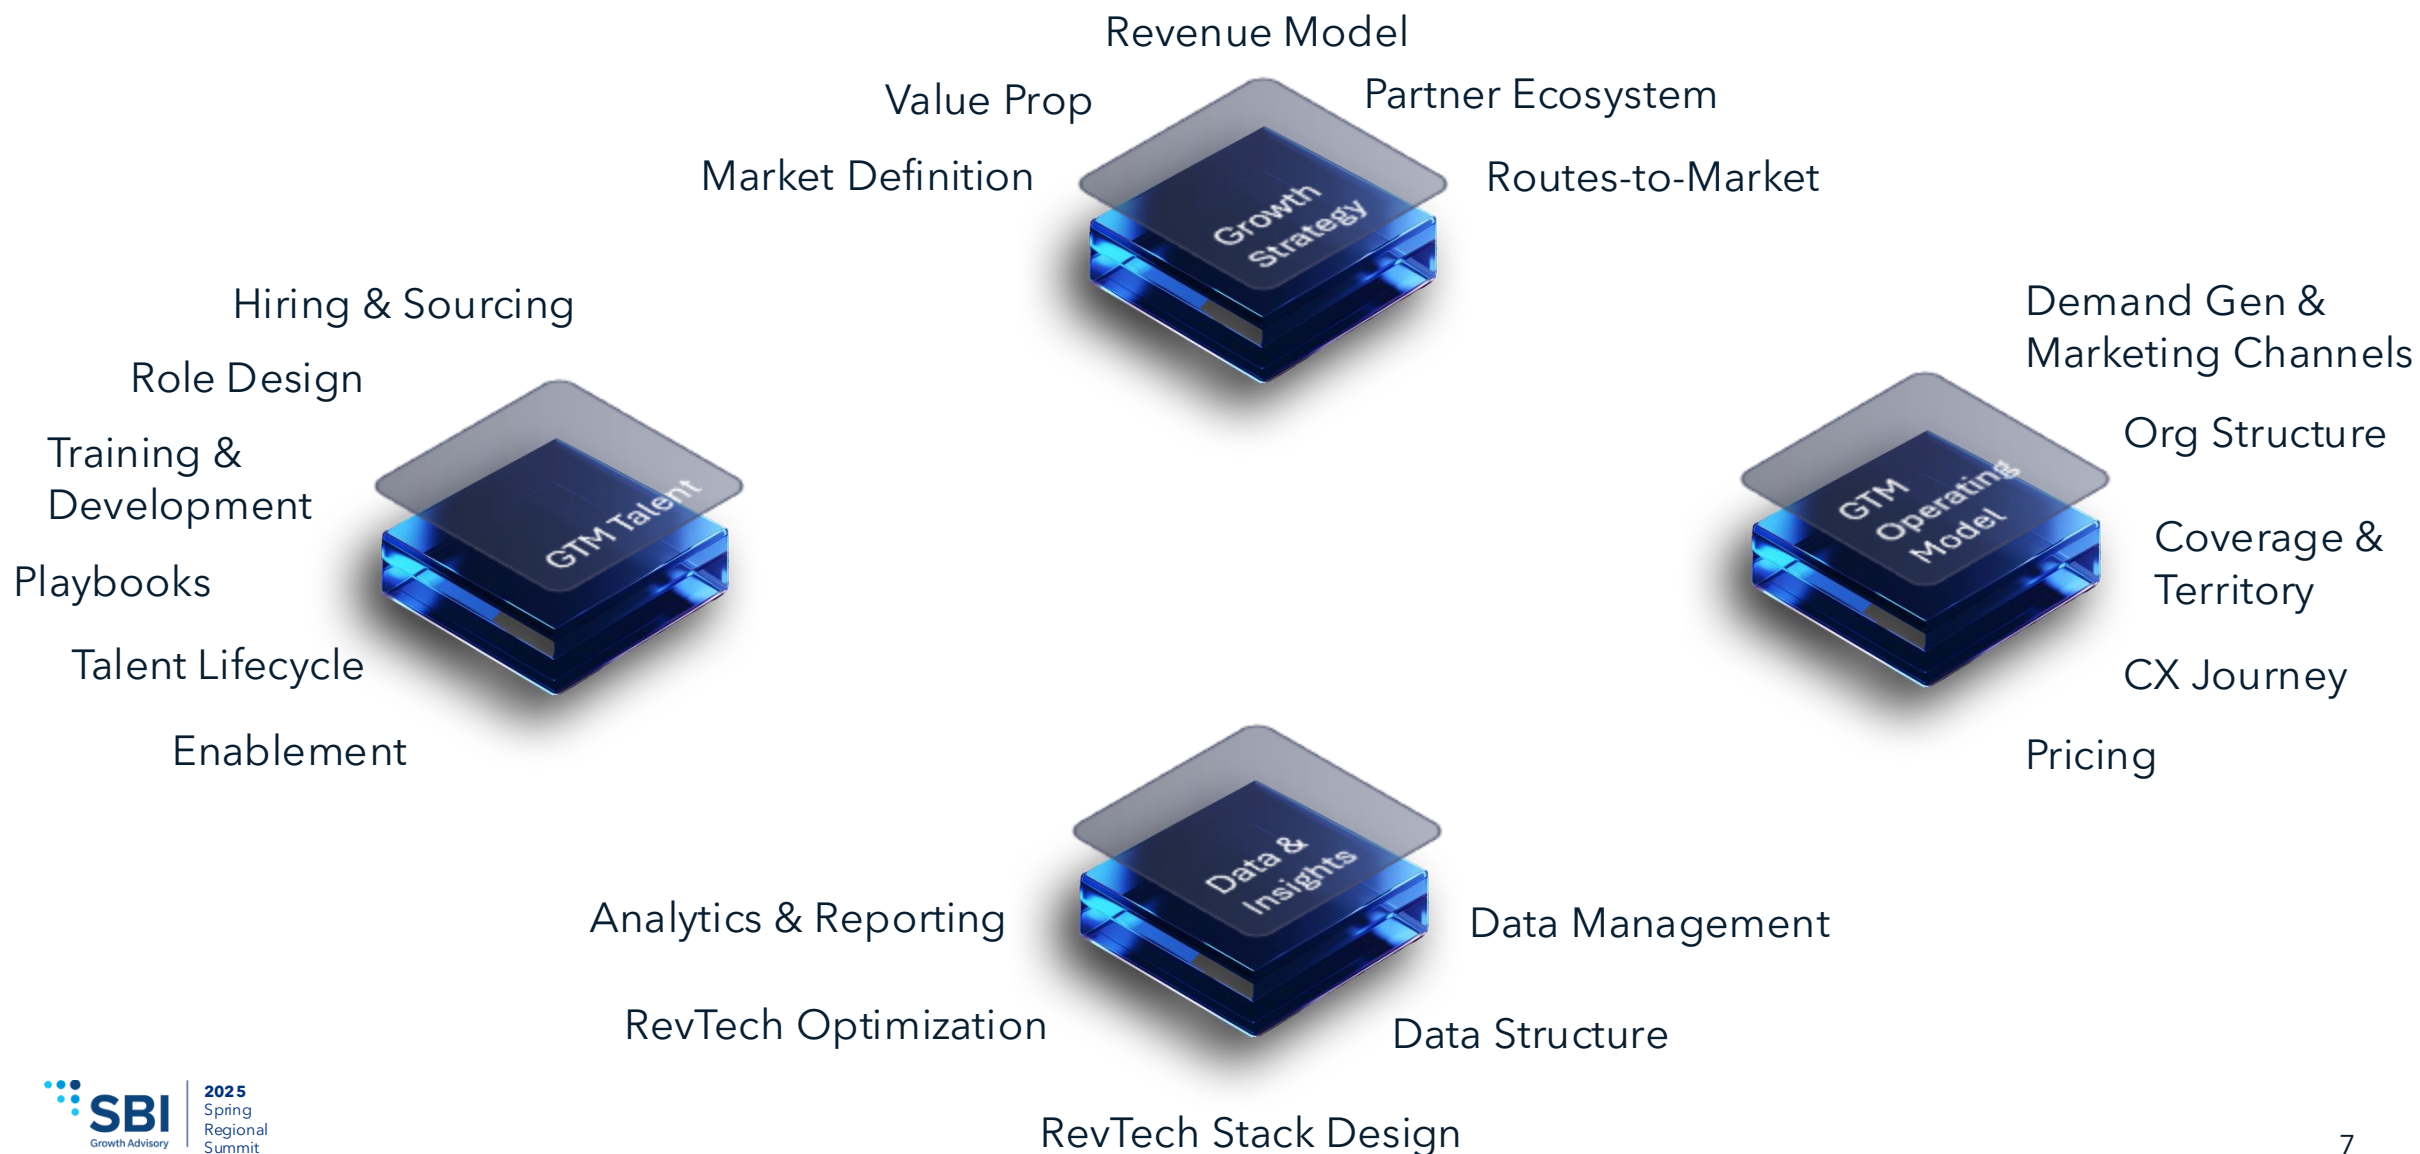 Revenue Model
Value Prop
Partner Ecosystem
Market Definition
Routes-to-Market
Growth
Strategy
Hiring & Sourcing
Role Design
Training &
Development
Playbooks
Talent Lifecycle
Enablement
GTM Talent
Demand Gen &
Marketing Channels
Org Structure
Coverage &
Territory
CX Journey
Pricing
GTM
Operating
Model
Data &
Insights
Analytics & Reporting
Data Management
RevTech Optimization
Data Structure
RevTech Stack Design
SBI
Growth Advisory
2025
Spring
Regional
Summit
7